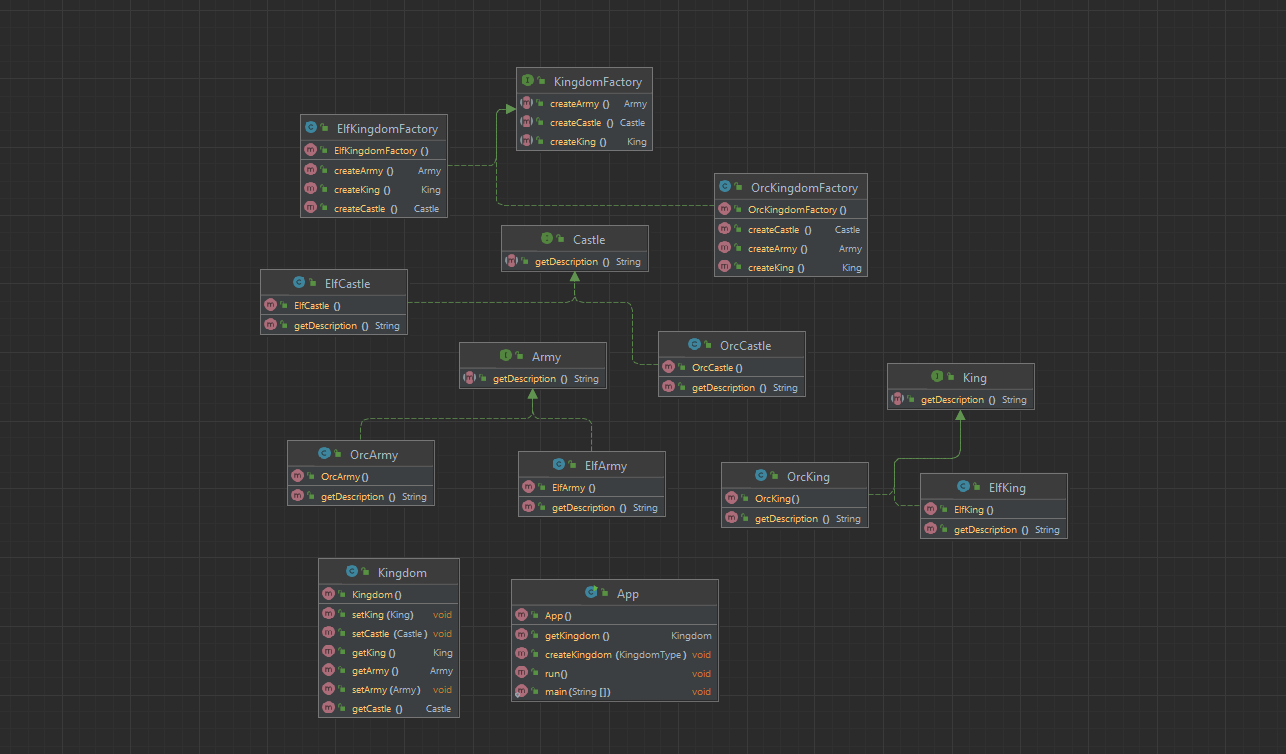 KingdomFactory
createArmy () Army
createCastle () Castle
createKing () King
ElfKingdomFactory
ElfKingdomFactory ()
createArmy () Army
createKing () King
createCastle () Castle
OrcKingdomFactory
OrcKingdomFactory ()
createCastle () Castle
createArmy () Army
createKing () King
Castle
getDescription () String
ElfCastle
ElfCastle ()
getDescription () String
OrcCastle
OrcCastle ()
getDescription () String
Army
getDescription () String
King
getDescription () String
OrcArmy
OrcArmy ()
getDescription () String
ElfArmy
ElfArmy ()
getDescription () String
OrcKing
OrcKing ()
getDescription () String
ElfKing
ElfKing ()
getDescription () String
Kingdom
Kingdom ()
setKing (King) void
setCastle (Castle) void
getKing () King
getArmy () Army
setArmy (Army) void
getCastle () Castle
App
App ()
getKingdom () Kingdom
createKingdom (KingdomType) void
run () void
main (String []) void